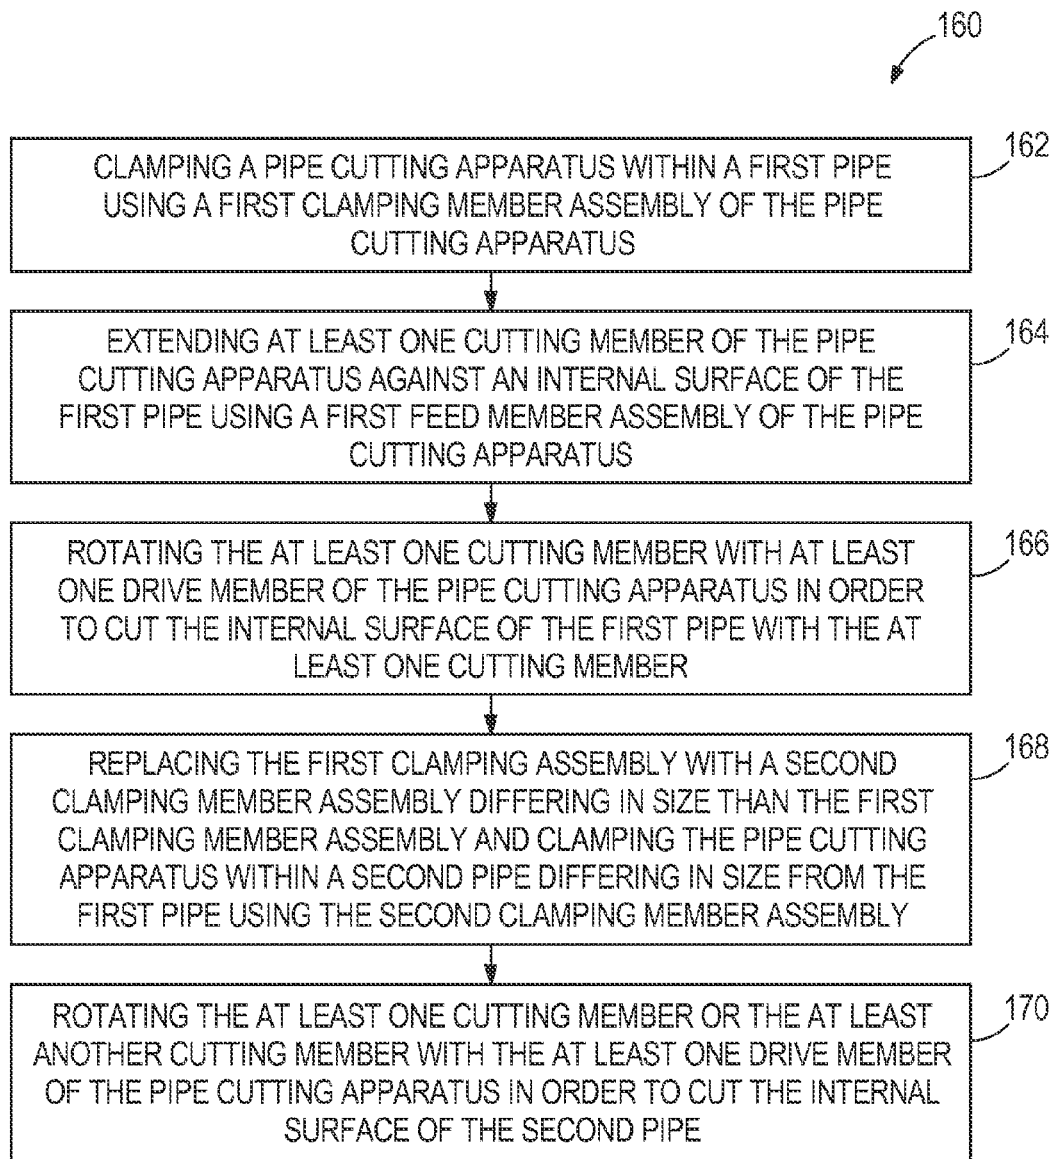 160
162
CLAMPING A PIPE CUTTING APPARATUS WITHIN A FIRST PIPE
USING A FIRST CLAMPING MEMBER ASSEMBLY OF THE PIPE
CUTTING APPARATUS
164
EXTENDING AT LEAST ONE CUTTING MEMBER OF THE PIPE
CUTTING APPARATUS AGAINST AN INTERNAL SURFACE OF THE
FIRST PIPE USING A FIRST FEED MEMBER ASSEMBLY OF THE PIPE
CUTTING APPARATUS
166
ROTATING THE AT LEAST ONE CUTTING MEMBER WITH AT LEAST
ONE DRIVE MEMBER OF THE PIPE CUTTING APPARATUS IN ORDER
TO CUT THE INTERNAL SURFACE OF THE FIRST PIPE WITH THE AT
LEAST ONE CUTTING MEMBER
168
REPLACING THE FIRST CLAMPING ASSEMBLY WITH A SECOND
CLAMPING MEMBER ASSEMBLY DIFFERING IN SIZE THAN THE FIRST
CLAMPING MEMBER ASSEMBLY AND CLAMPING THE PIPE CUTTING
APPARATUS WITHIN A SECOND PIPE DIFFERING IN SIZE FROM THE
FIRST PIPE USING THE SECOND CLAMPING MEMBER ASSEMBLY
170
ROTATING THE AT LEAST ONE CUTTING MEMBER OR THE AT LEAST
ANOTHER CUTTING MEMBER WITH THE AT LEAST ONE DRIVE MEMBER
OF THE PIPE CUTTING APPARATUS IN ORDER TO CUT THE INTERNAL
SURFACE OF THE SECOND PIPE